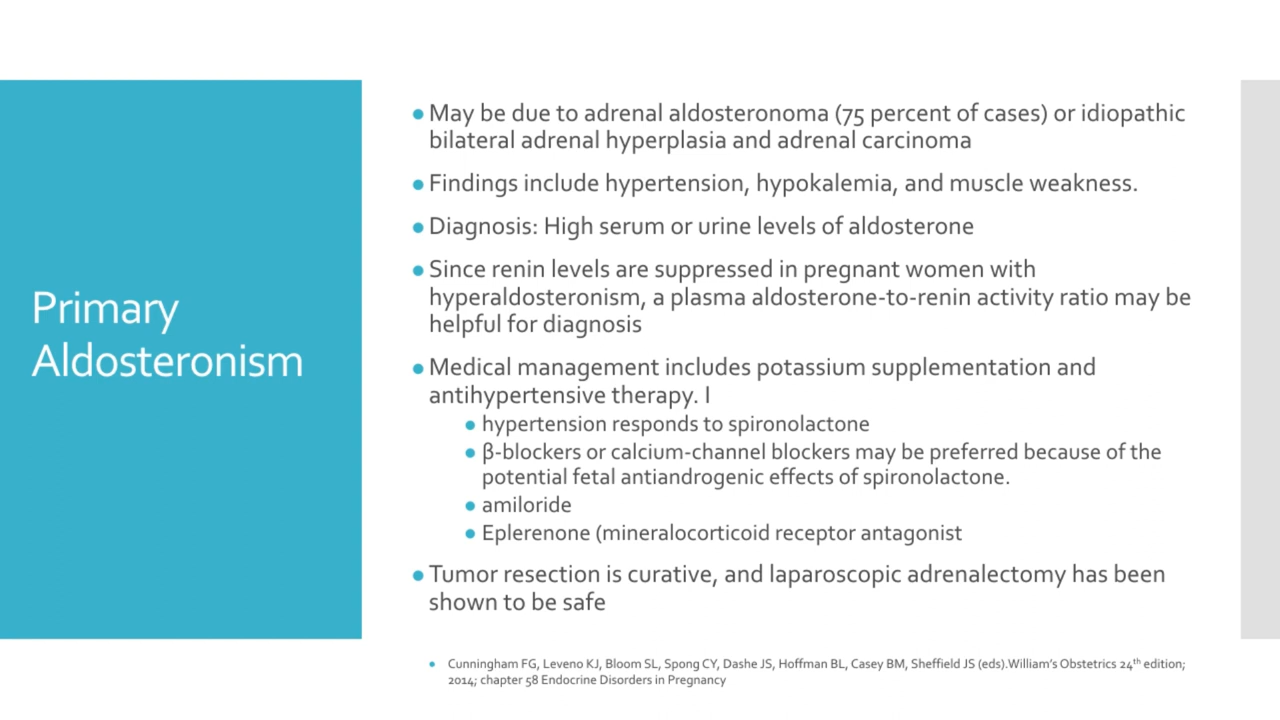 Primary
Aldosteronism
• May be due to adrenal aldosteronoma (75 percent of cases) or idiopathic
bilateral adrenal hyperplasia and adrenal carcinoma
• Findings include hypertension, hypokalemia, and muscle weakness.
• Diagnosis: High serum or urine levels of aldosterone
• Since renin levels are suppressed in pregnant women with
hyperaldosteronism, a plasma aldosterone-to-renin activity ratio may be
helpful for diagnosis
• Medical management includes potassium supplementation and
antihypertensive therapy. I
• hypertension responds to spironolactone
• β-blockers or calcium-channel blockers may be preferred because of the
potential fetal antiandrogenic effects of spironolactone.
• amiloride
• Eplerenone (mineralocorticoid receptor antagonist
• Tumor resection is curative, and laparoscopic adrenalectomy has been
shown to be safe
• Cunningham FG, Leveno KJ, Bloom SL, Spong CY, Dashe JS, Hoffman BL, Casey BM, Sheffield JS (eds).William's Obstetrics 24th edition;
2014; chapter 58 Endocrine Disorders in Pregnancy